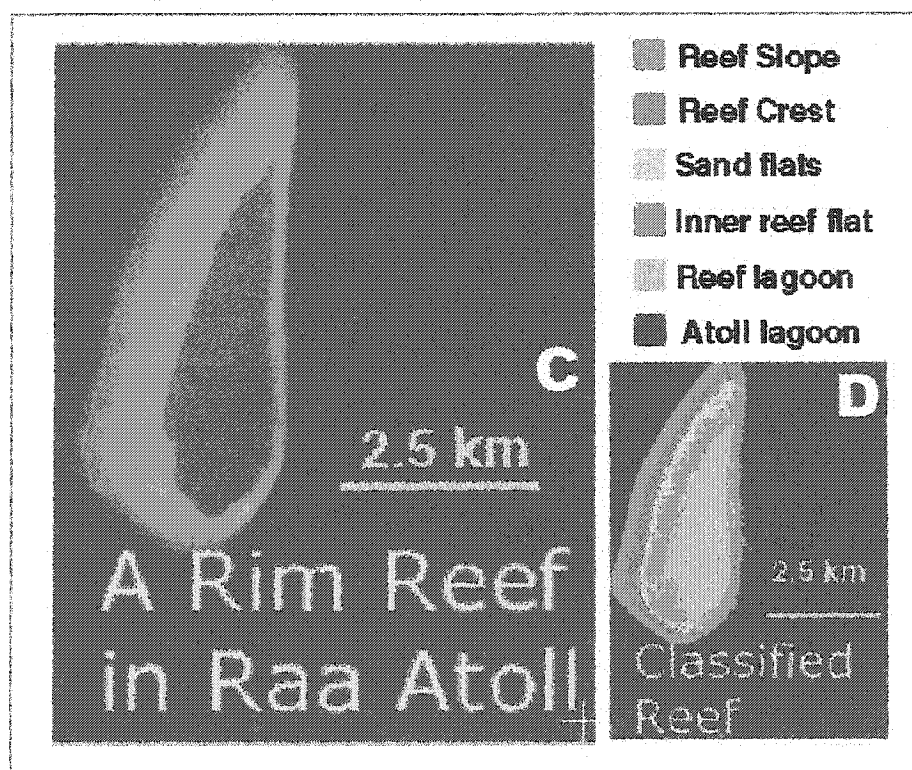 Reef Slope
Reef Crest
Sand flats
Inner reef flat
Reef lagoon
Atoll lagoon
C
2.5 km
A Rim Reef
in Raa Atoll
D
2.5 km
Classified
Reef